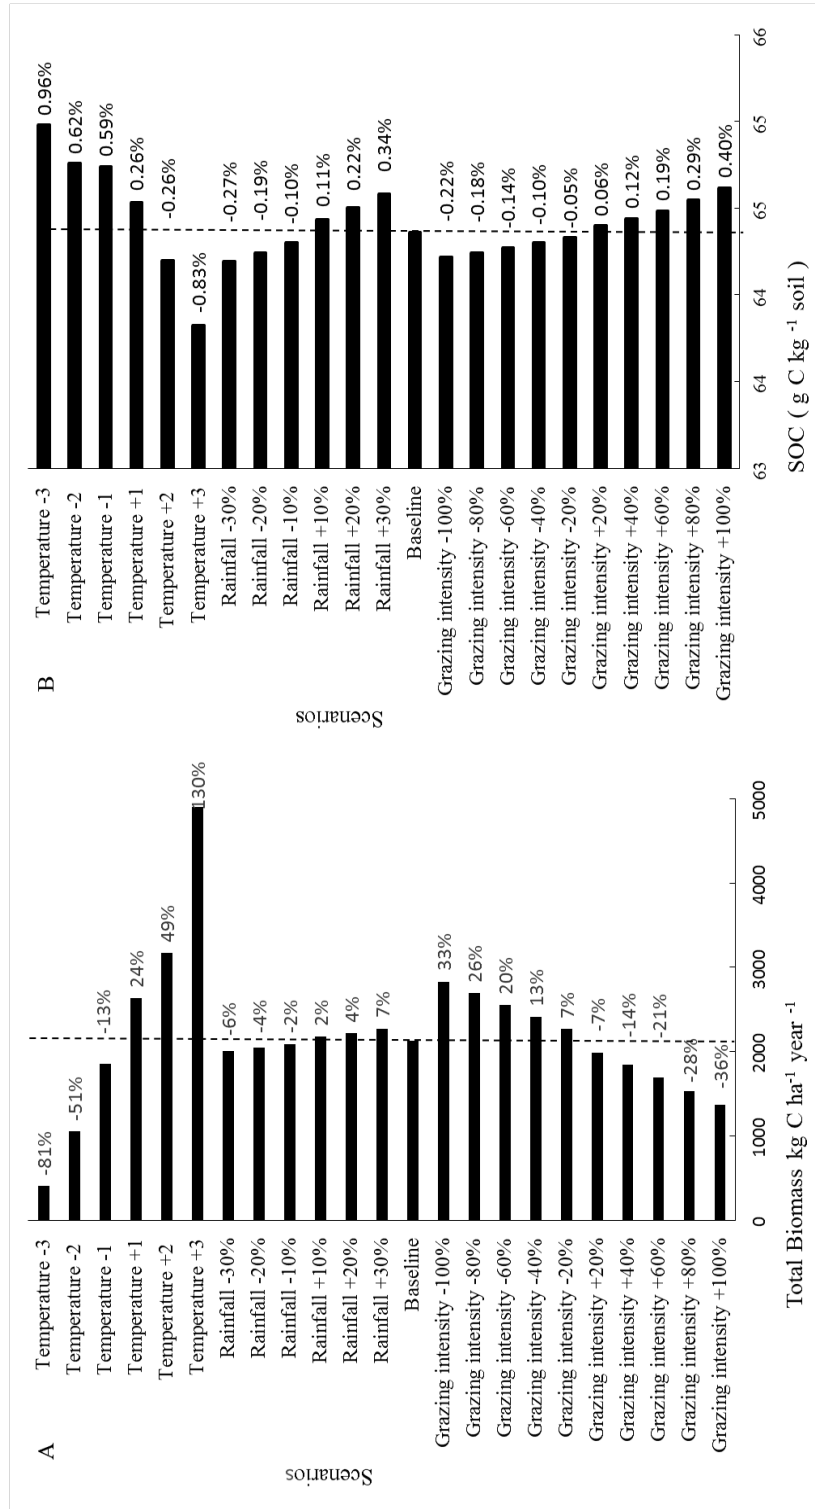 A
Scenarios
Temperature -3
-81%
Temperature -2
-51%
Temperature -1
-13%
Temperature +1
24%
Temperature +2
49%
Temperature +3
130%
Rainfall -30%
-6%
Rainfall -20%
-4%
Rainfall -10%
-2%
Rainfall +10%
2%
Rainfall +20%
4%
Rainfall +30%
7%
Baseline
Grazing intensity -100%
33%
Grazing intensity -80%
26%
Grazing intensity -60%
20%
Grazing intensity -40%
13%
Grazing intensity -20%
7%
Grazing intensity +20%
-7%
Grazing intensity +40%
-14%
Grazing intensity +60%
-21%
Grazing intensity +80%
-28%
Grazing intensity +100%
-36%
0 1000 2000 3000 4000 5000
Total Biomass kg C ha⁻¹ year ⁻¹
B
Scenarios
Temperature -3
0.96%
Temperature -2
0.62%
Temperature -1
0.59%
Temperature +1
0.26%
Temperature +2
-0.26%
Temperature +3
-0.83%
Rainfall -30%
-0.27%
Rainfall -20%
-0.19%
Rainfall -10%
-0.10%
Rainfall +10%
0.11%
Rainfall +20%
0.22%
Rainfall +30%
0.34%
Baseline
Grazing intensity -100%
-0.22%
Grazing intensity -80%
-0.18%
Grazing intensity -60%
-0.14%
Grazing intensity -40%
-0.10%
Grazing intensity -20%
-0.05%
Grazing intensity +20%
0.06%
Grazing intensity +40%
0.12%
Grazing intensity +60%
0.19%
Grazing intensity +80%
0.29%
Grazing intensity +100%
0.40%
63 64 64 65 65 66
SOC ( g C kg ⁻¹ soil )